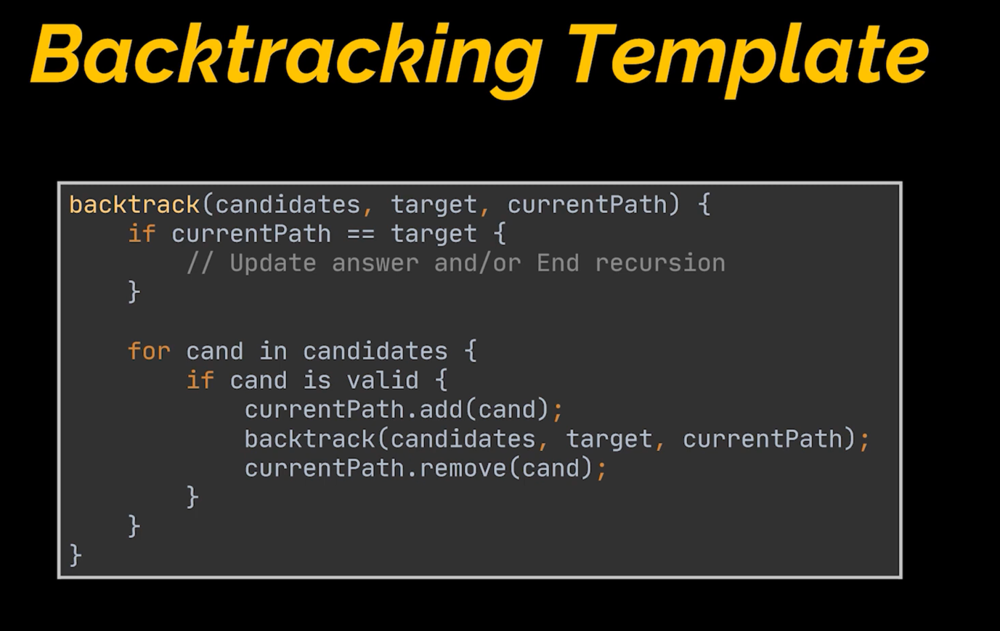 Backtracking Template
backtrack(candidates, target, currentPath) {
    if currentPath == target {
        // Update answer and/or End recursion
    }

    for cand in candidates {
        if cand is valid {
            currentPath.add(cand);
            backtrack(candidates, target, currentPath);
            currentPath.remove(cand);
        }
    }
}